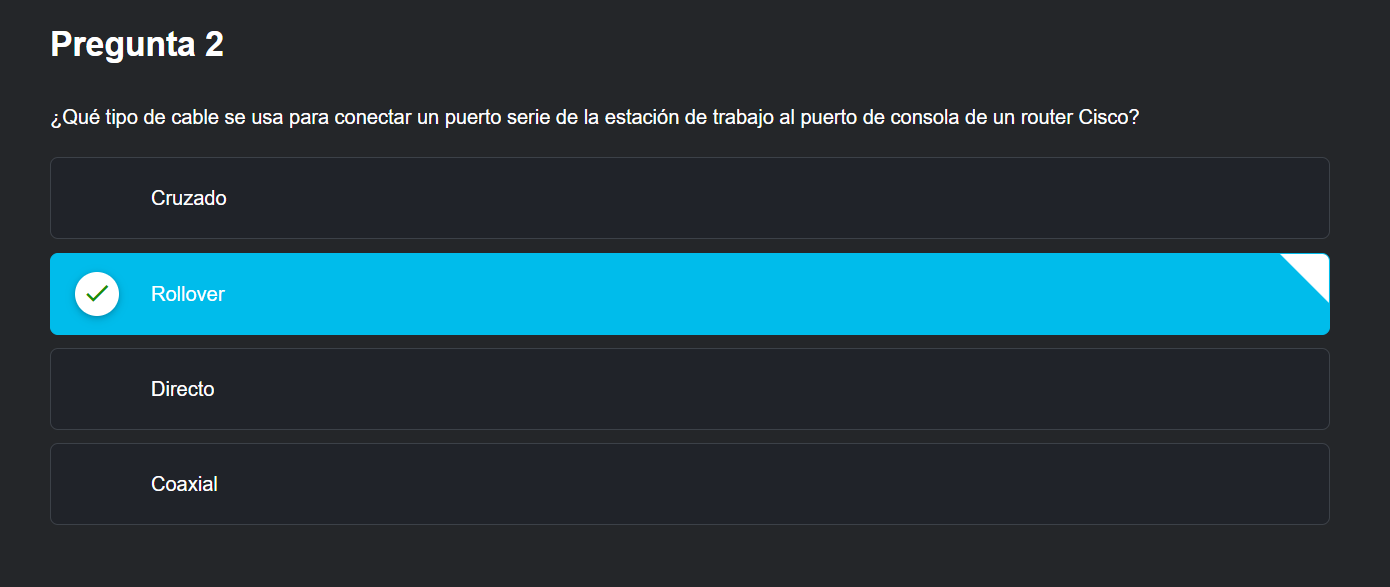 Pregunta 2
¿Qué tipo de cable se usa para conectar un puerto serie de la estación de trabajo al puerto de consola de un router Cisco?
Cruzado
Rollover
Directo
Coaxial